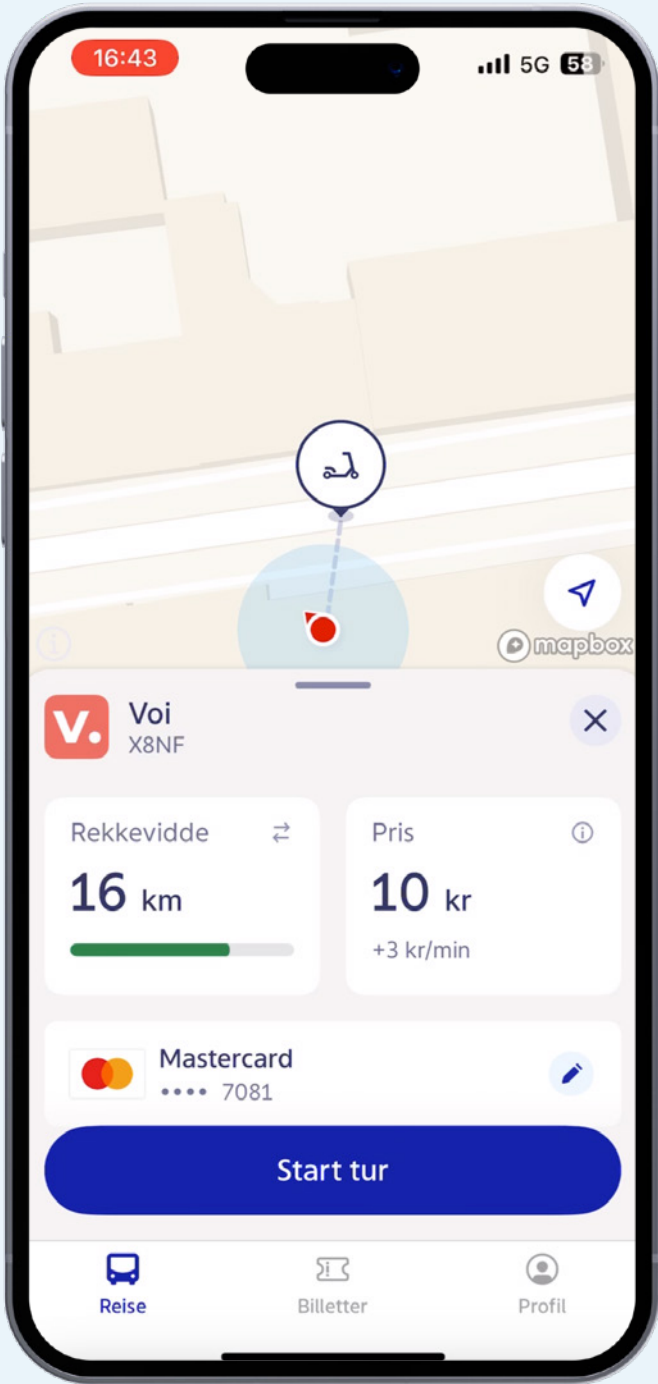 16:43
5G 58
mapbox
V.
Voi
X8NF
Rekkevidde
Pris
16 km
10 kr
+3 kr/min
Mastercard
•••• 7081
Start tur
Reise
Billetter
Profil